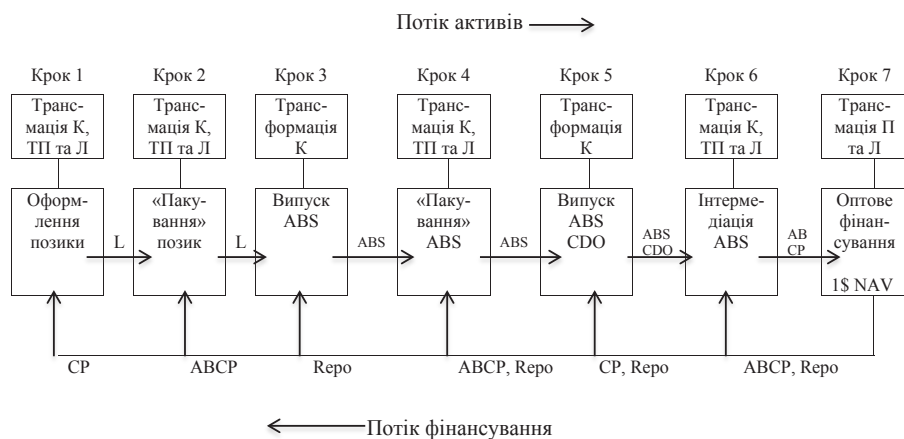 Потік активів
Крок 1
Крок 2
Крок 3
Крок 4
Крок 5
Крок 6
Крок 7
Транс-
мація К,
ТП та Л
Транс-
мація К,
ТП та Л
Транс-
формація
К
Транс-
мація К,
ТП та Л
Транс-
формація
К
Транс-
мація К,
ТП та Л
Транс-
мація П
та Л
Оформ-
лення
позики
L
«Паку-
вання»
позик
L
Випуск
ABS
ABS
«Паку-
вання»
ABS
ABS
Випуск
ABS
CDO
ABS
CDO
Інтерме-
діація
ABS
AB
CP
Оптове
фінан-
сування
1$ NAV
CP
ABCP
Repo
ABCP, Repo
CP, Repo
ABCP, Repo
Потік фінансування